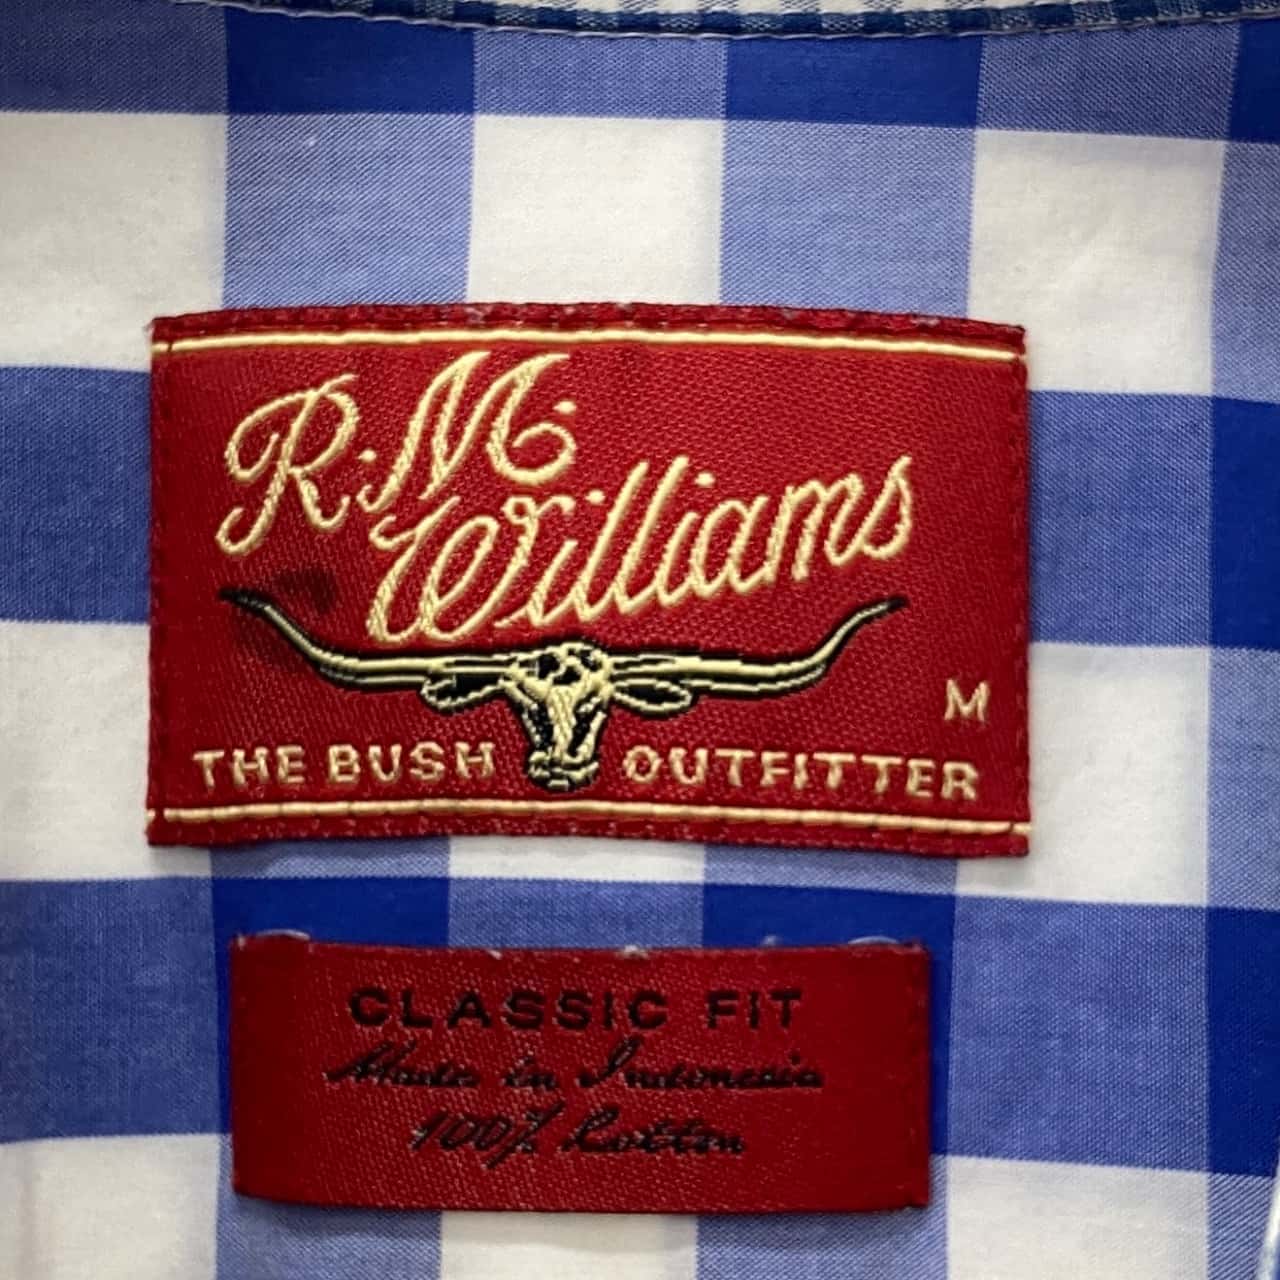 R.M.
Williams
M
THE BUSH OUTFITTER
CLASSIC FIT
Made in Indonesia
100% Cotton